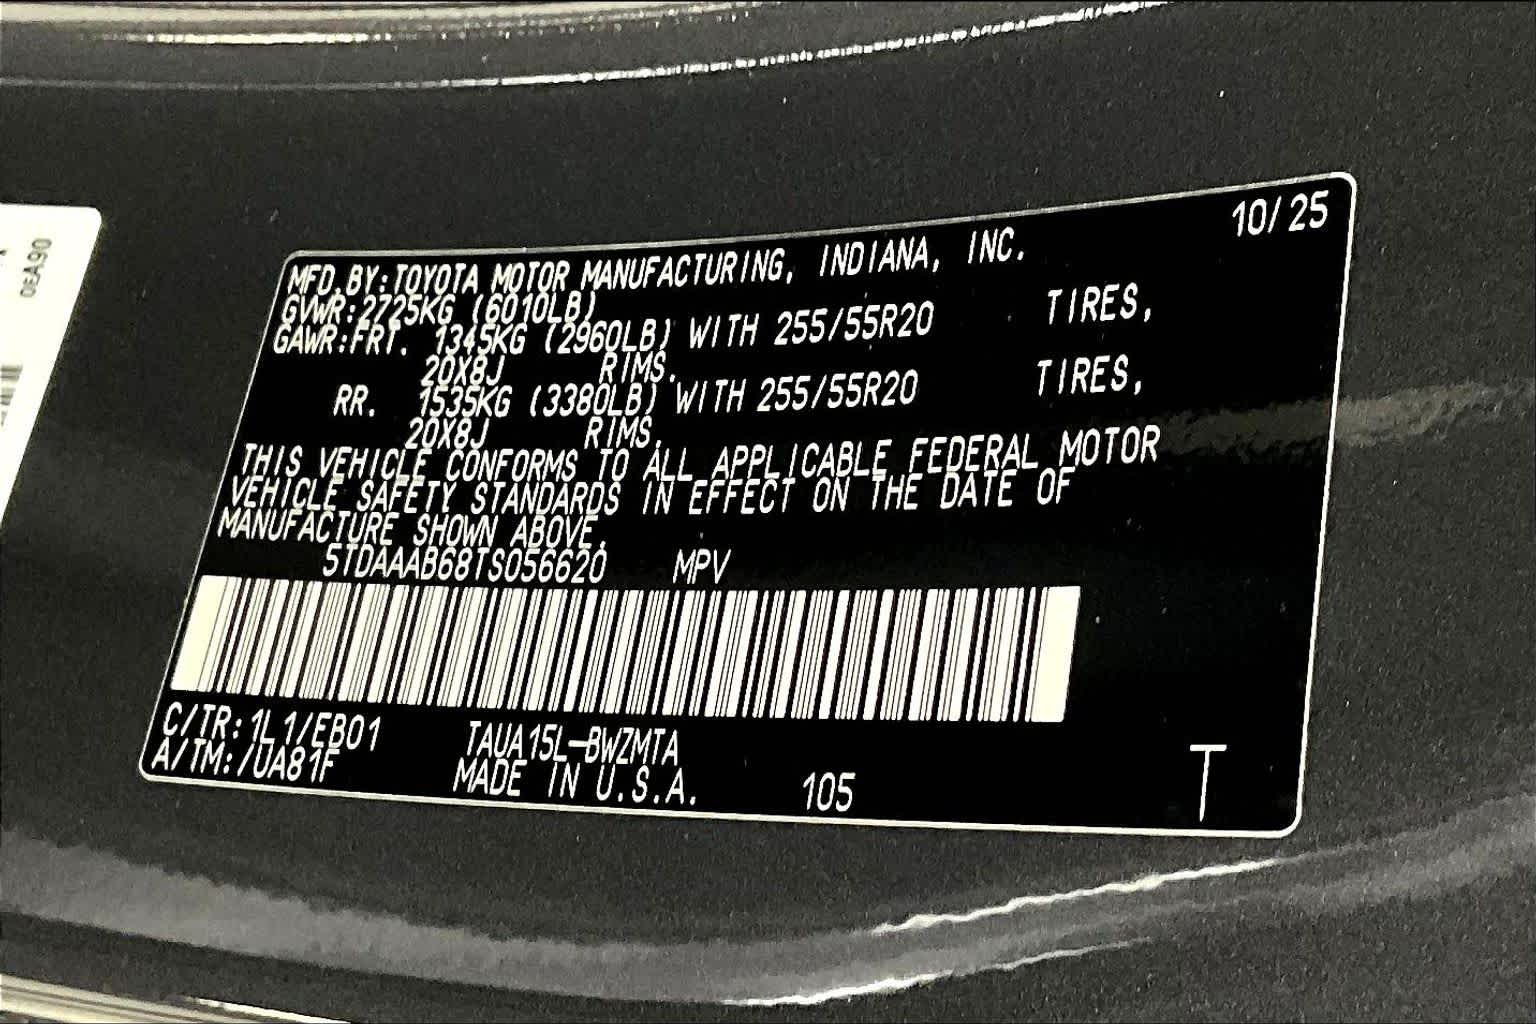 10/25
MFD.BY:TOYOTA MOTOR MANUFACTURING, INDIANA, INC.
GVWR:2725KG (6010LB)
GAWR:FRT. 1345KG (2960LB) WITH 255/55R20 TIRES,
20X8J RIMS.
RR. 1535KG (3380LB) WITH 255/55R20 TIRES,
20X8J RIMS.
THIS VEHICLE CONFORMS TO ALL APPLICABLE FEDERAL MOTOR
VEHICLE SAFETY STANDARDS IN EFFECT ON THE DATE OF
MANUFACTURE SHOWN ABOVE.
5TDAAAB68TS056620 MPV
C/TR:1L1/EB01 TAUA15L-BWZMTA
A/TM:/UA81F MADE IN U.S.A. 105 T